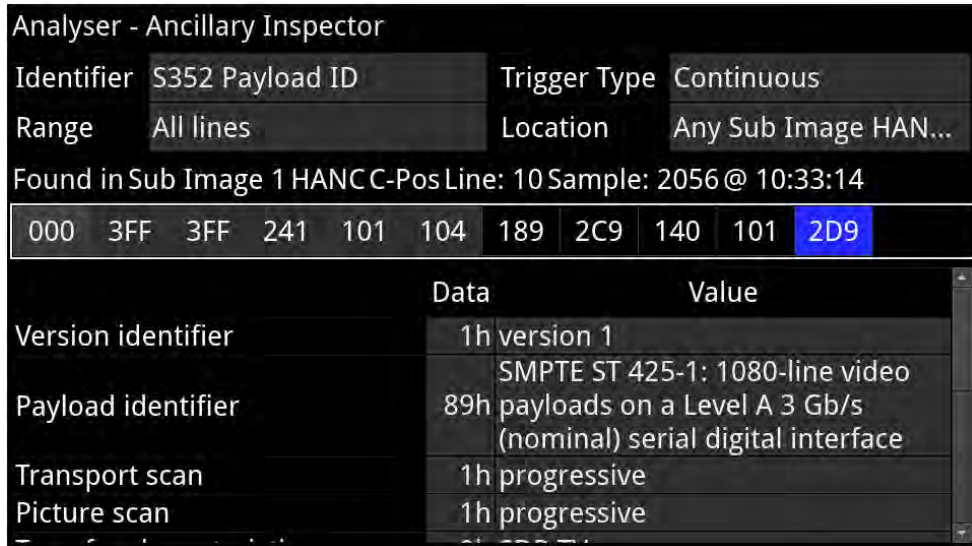 Analyser - Ancillary Inspector
Identifier S352 Payload ID Trigger Type Continuous
Range All lines Location Any Sub Image HAN...
Found in Sub Image 1 HANC C-Pos Line: 10 Sample: 2056 @ 10:33:14
000 3FF 3FF 241 101 104 189 2C9 140 101 2D9
Data Value
Version identifier 1h version 1
Payload identifier 89h SMPTE ST 425-1: 1080-line video
payloads on a Level A 3 Gb/s
(nominal) serial digital interface
Transport scan 1h progressive
Picture scan 1h progressive